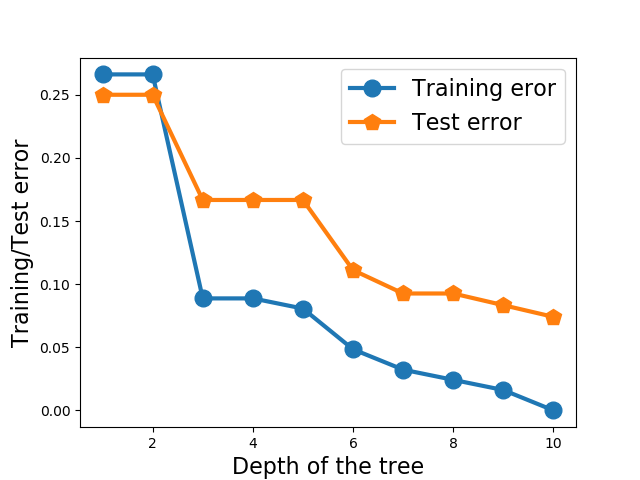 Training eror
Test error
Training/Test error
0.25
0.20
0.15
0.10
0.05
0.00
2
4
6
8
10
Depth of the tree